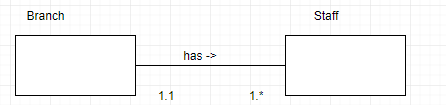 Branch
Staff
has ->
1.1
1.*